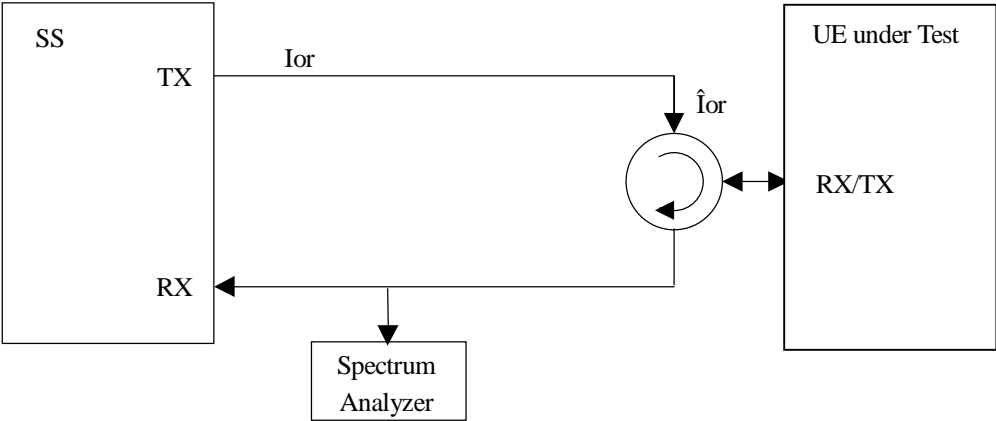 SS
UE under Test
TX
Ior
Îor
RX/TX
RX
Spectrum
Analyzer